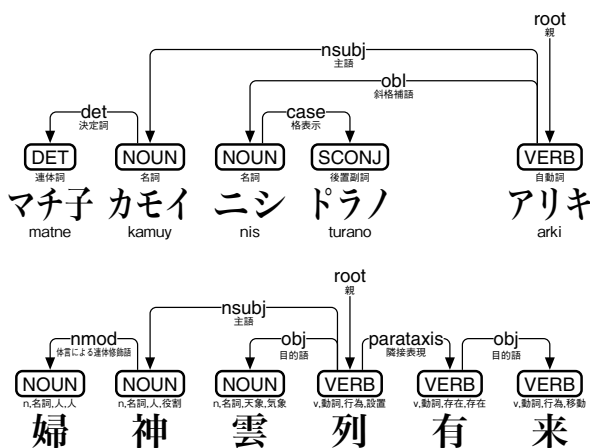 root
親
nsubj
主語
obl
斜格補語
det
決定詞
case
格表示
DET NOUN NOUN SCONJ VERB
連体詞 名詞 名詞 後置副詞 自動詞
マチ子 カモイ ニシ ドラノ アリキ
matne kamuy nis turano arki
root
親
nsubj
主語
nmod obj parataxis obj
体言による連体修飾語 目的語 隣接表現 目的語
NOUN NOUN NOUN VERB VERB VERB
n,名詞,人,人 n,名詞,人,役割 n,名詞,天象,気象 v,動詞,行為,設置 v,動詞,存在,存在 v,動詞,行為,移動
婦 神 雲 列 有 来